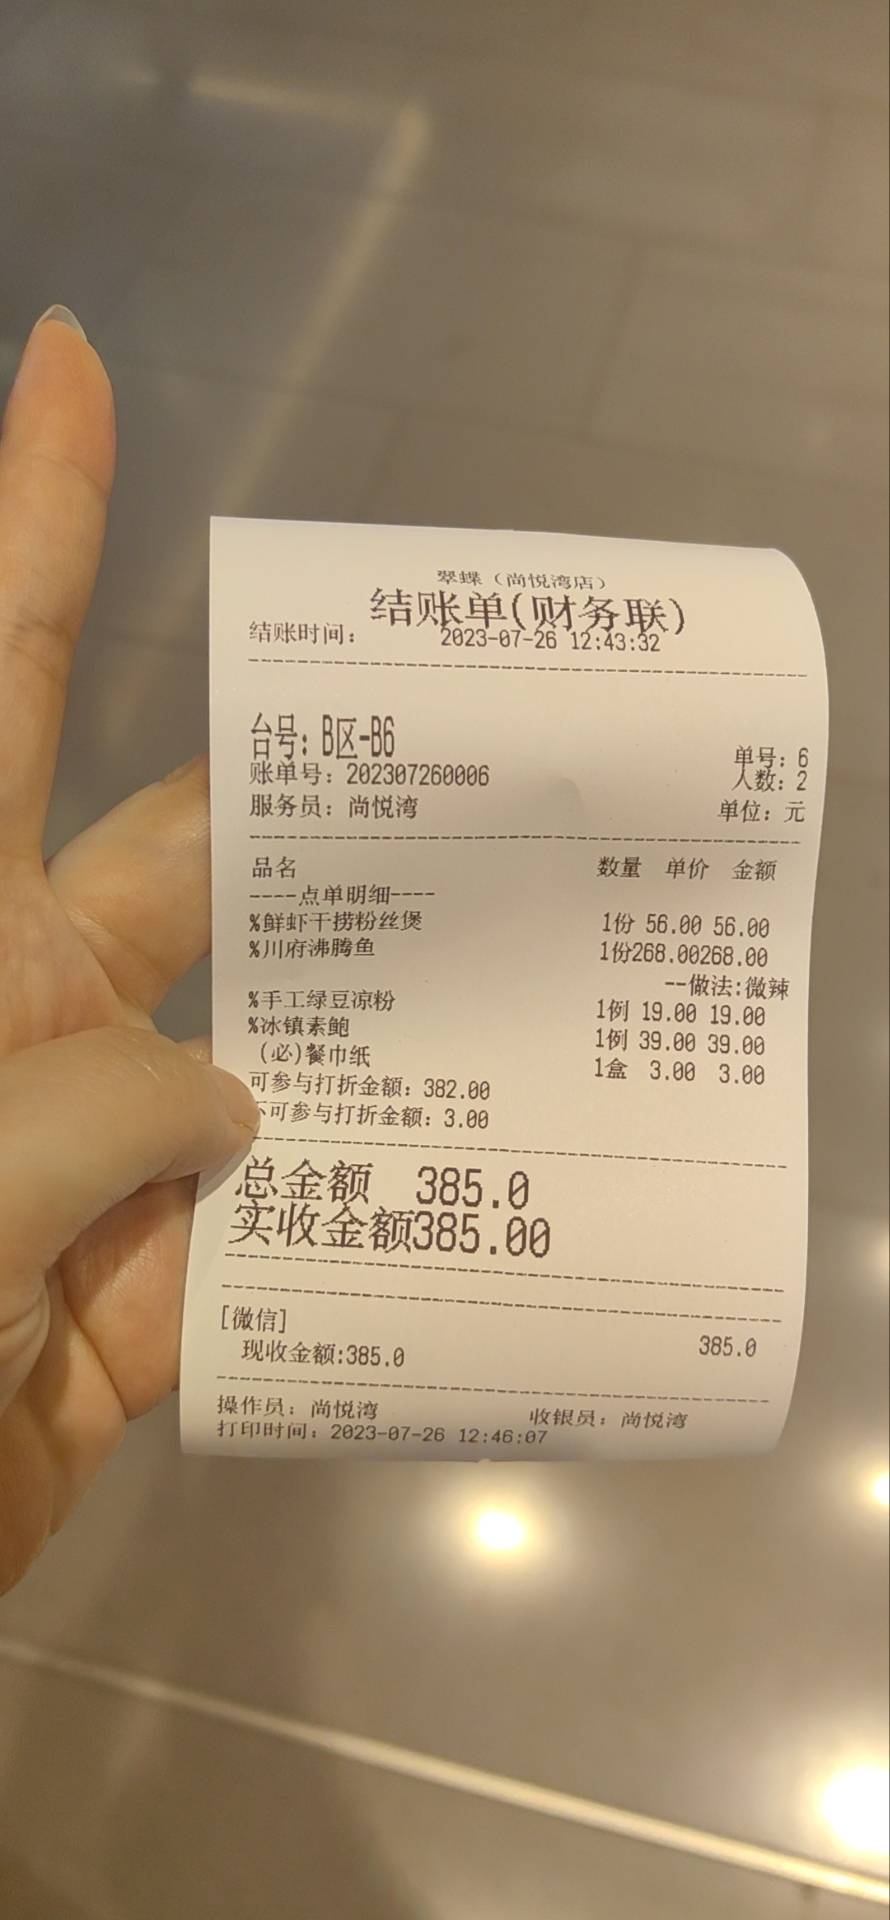 翠蝶（尚悦湾店）
结账单(财务联)
结账时间： 2023-07-26 12:43:32
台号：B区-B6
单号：6
账单号：202307260006 人数：2
服务员：尚悦湾 单位：元
品名 数量 单价 金额
----点单明细----
%鲜虾干捞粉丝煲 1份 56.00 56.00
%川府沸腾鱼 1份268.00268.00
--做法:微辣
%手工绿豆凉粉 1例 19.00 19.00
%冰镇素鲍 1例 39.00 39.00
(必)餐巾纸 1盒 3.00 3.00
可参与打折金额：382.00
不可参与打折金额：3.00
总金额 385.0
实收金额385.00
[微信] 385.0
现收金额:385.0
操作员：尚悦湾 收银员：尚悦湾
打印时间：2023-07-26 12:46:07